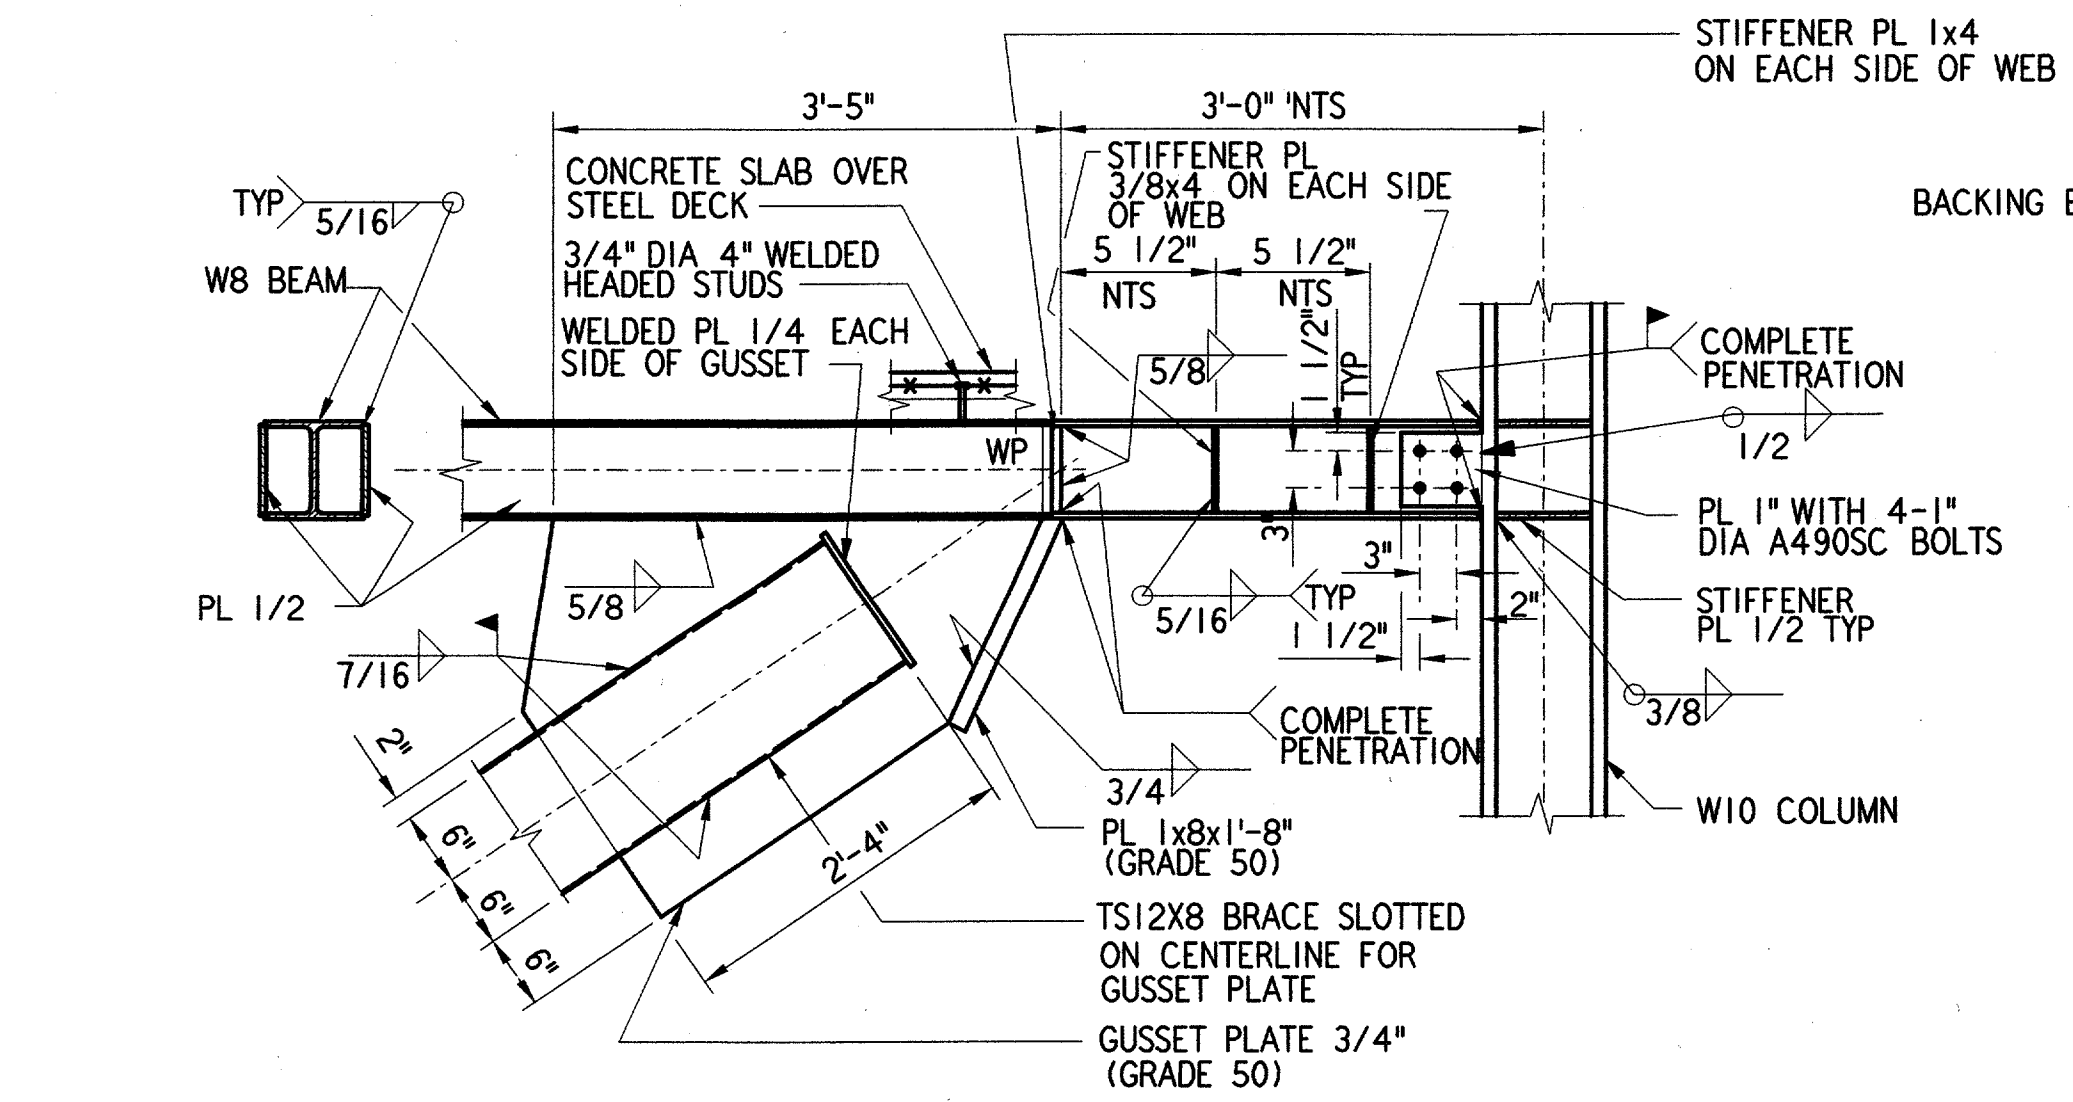 STIFFENER PL 1x4
ON EACH SIDE OF WEB
3'-5"
3'-0" 'NTS
STIFFENER PL
3/8x4 ON EACH SIDE
OF WEB
CONCRETE SLAB OVER
STEEL DECK
TYP
5/16
BACKING
5 1/2"
NTS
5 1/2"
NTS
3/4" DIA 4" WELDED
HEADED STUDS
W8 BEAM
WELDED PL 1/4 EACH
SIDE OF GUSSET
5/8
1 1/2"
TYP
COMPLETE
PENETRATION
1/2
WP
PL 1" WITH 4-1"
DIA A490SC BOLTS
3"
3"
PL 1/2
5/8
5/16
TYP
2"
1 1/2"
STIFFENER
PL 1/2 TYP
7/16
3/8
COMPLETE
PENETRATION
2"
3/4
W10 COLUMN
6"
6"
6"
2'-4"
PL 1x8x1'-8"
(GRADE 50)
TS12X8 BRACE SLOTTED
ON CENTERLINE FOR
GUSSET PLATE
GUSSET PLATE 3/4"
(GRADE 50)